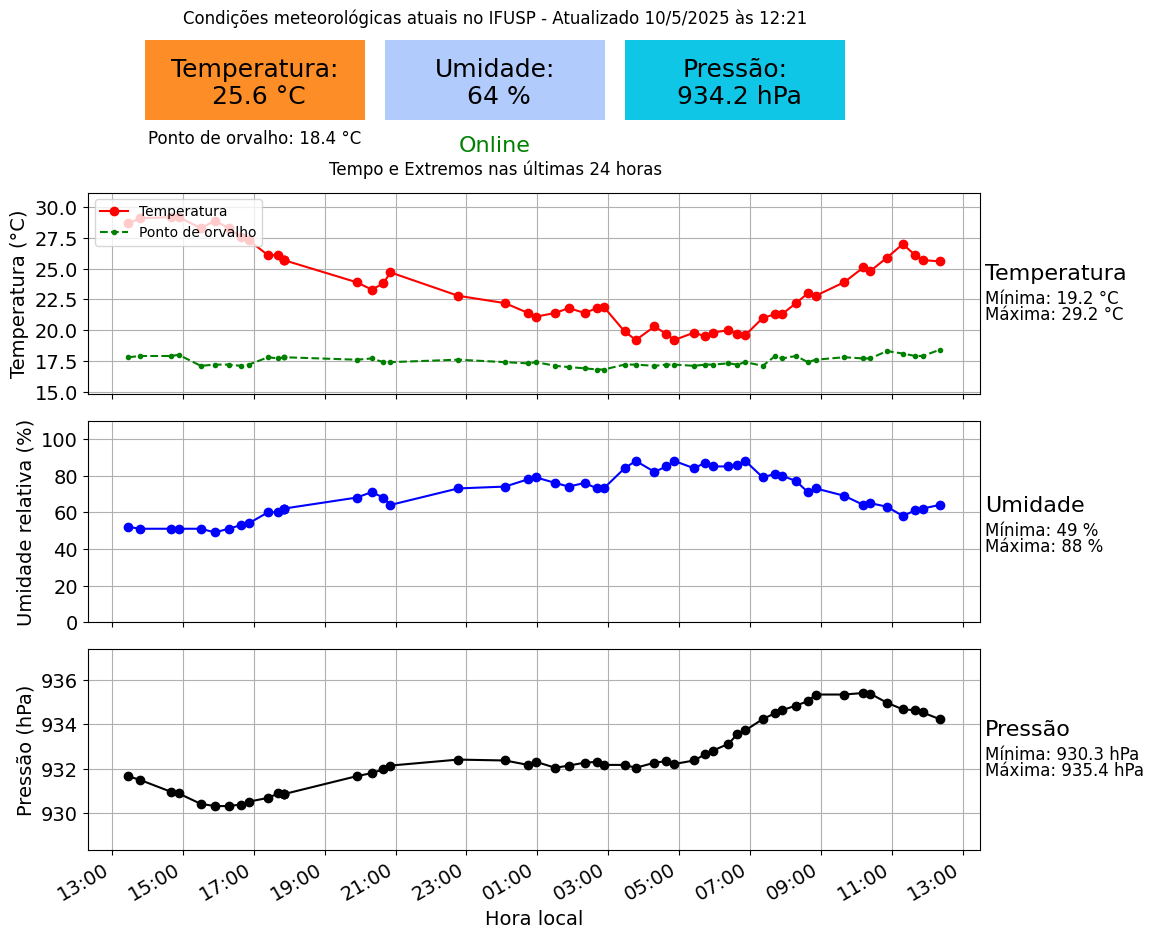 Condições meteorológicas atuais no IFUSP - Atualizado 10/5/2025 às 12:21
Temperatura:
25.6 °C
Umidade:
64 %
Pressão:
934.2 hPa
Ponto de orvalho: 18.4 °C
Online
Tempo e Extremos nas últimas 24 horas
Temperatura (°C)
30.0
27.5
25.0
22.5
20.0
17.5
15.0
Temperatura
Ponto de orvalho
Temperatura
Mínima: 19.2 °C
Máxima: 29.2 °C
Umidade relativa (%)
100
80
60
40
20
0
Umidade
Mínima: 49 %
Máxima: 88 %
Pressão (hPa)
936
934
932
930
Pressão
Mínima: 930.3 hPa
Máxima: 935.4 hPa
13:00
15:00
17:00
19:00
21:00
23:00
01:00
03:00
05:00
07:00
09:00
11:00
13:00
Hora local